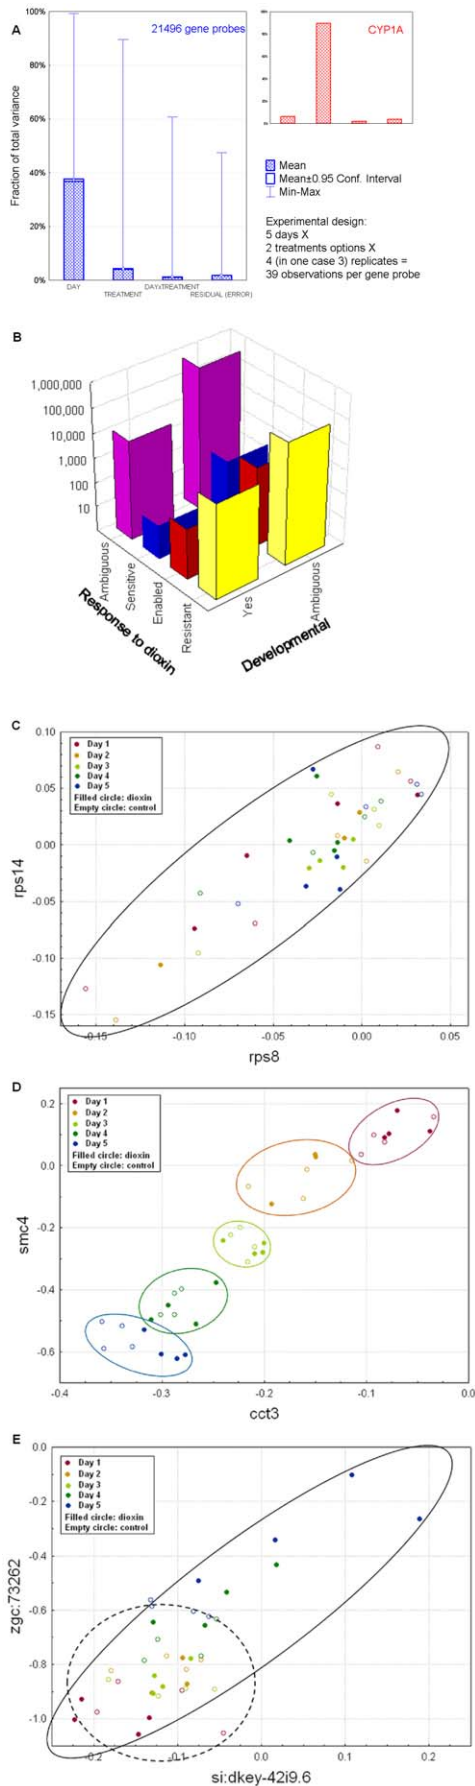 A
21496 gene probes
CYP1A
Fraction of total variance
100%
80%
60%
40%
20%
0%
DAY
TREATMENT
DAYxTREATMENT
RESIDUAL (ERROR)
Mean
Mean±0.95 Conf. Interval
Min-Max
Experimental design:
5 days X
2 treatments options X
4 (in one case 3) replicates =
39 observations per gene probe
B
1,000,000
100,000
10,000
1,000
100
10
Ambiguous
Sensitive
Enabled
Resistant
Response to dioxin
Yes
Ambiguous
Developmental
C
Day 1
Day 2
Day 3
Day 4
Day 5
Filled circle: dioxin
Empty circle: control
rps14
0.10
0.05
0.00
-0.05
-0.10
-0.15
-0.15
-0.10
-0.05
0.00
0.05
rps8
D
Day 1
Day 2
Day 3
Day 4
Day 5
Filled circle: dioxin
Empty circle: control
smc4
0.2
0.0
-0.2
-0.4
-0.6
-0.4
-0.3
-0.2
-0.1
0.0
cct3
E
Day 1
Day 2
Day 3
Day 4
Day 5
Filled circle: dioxin
Empty circle: control
zgc:73262
0.0
-0.2
-0.4
-0.6
-0.8
-1.0
-0.2
-0.1
0.0
0.1
0.2
si:dkey-42i9.6